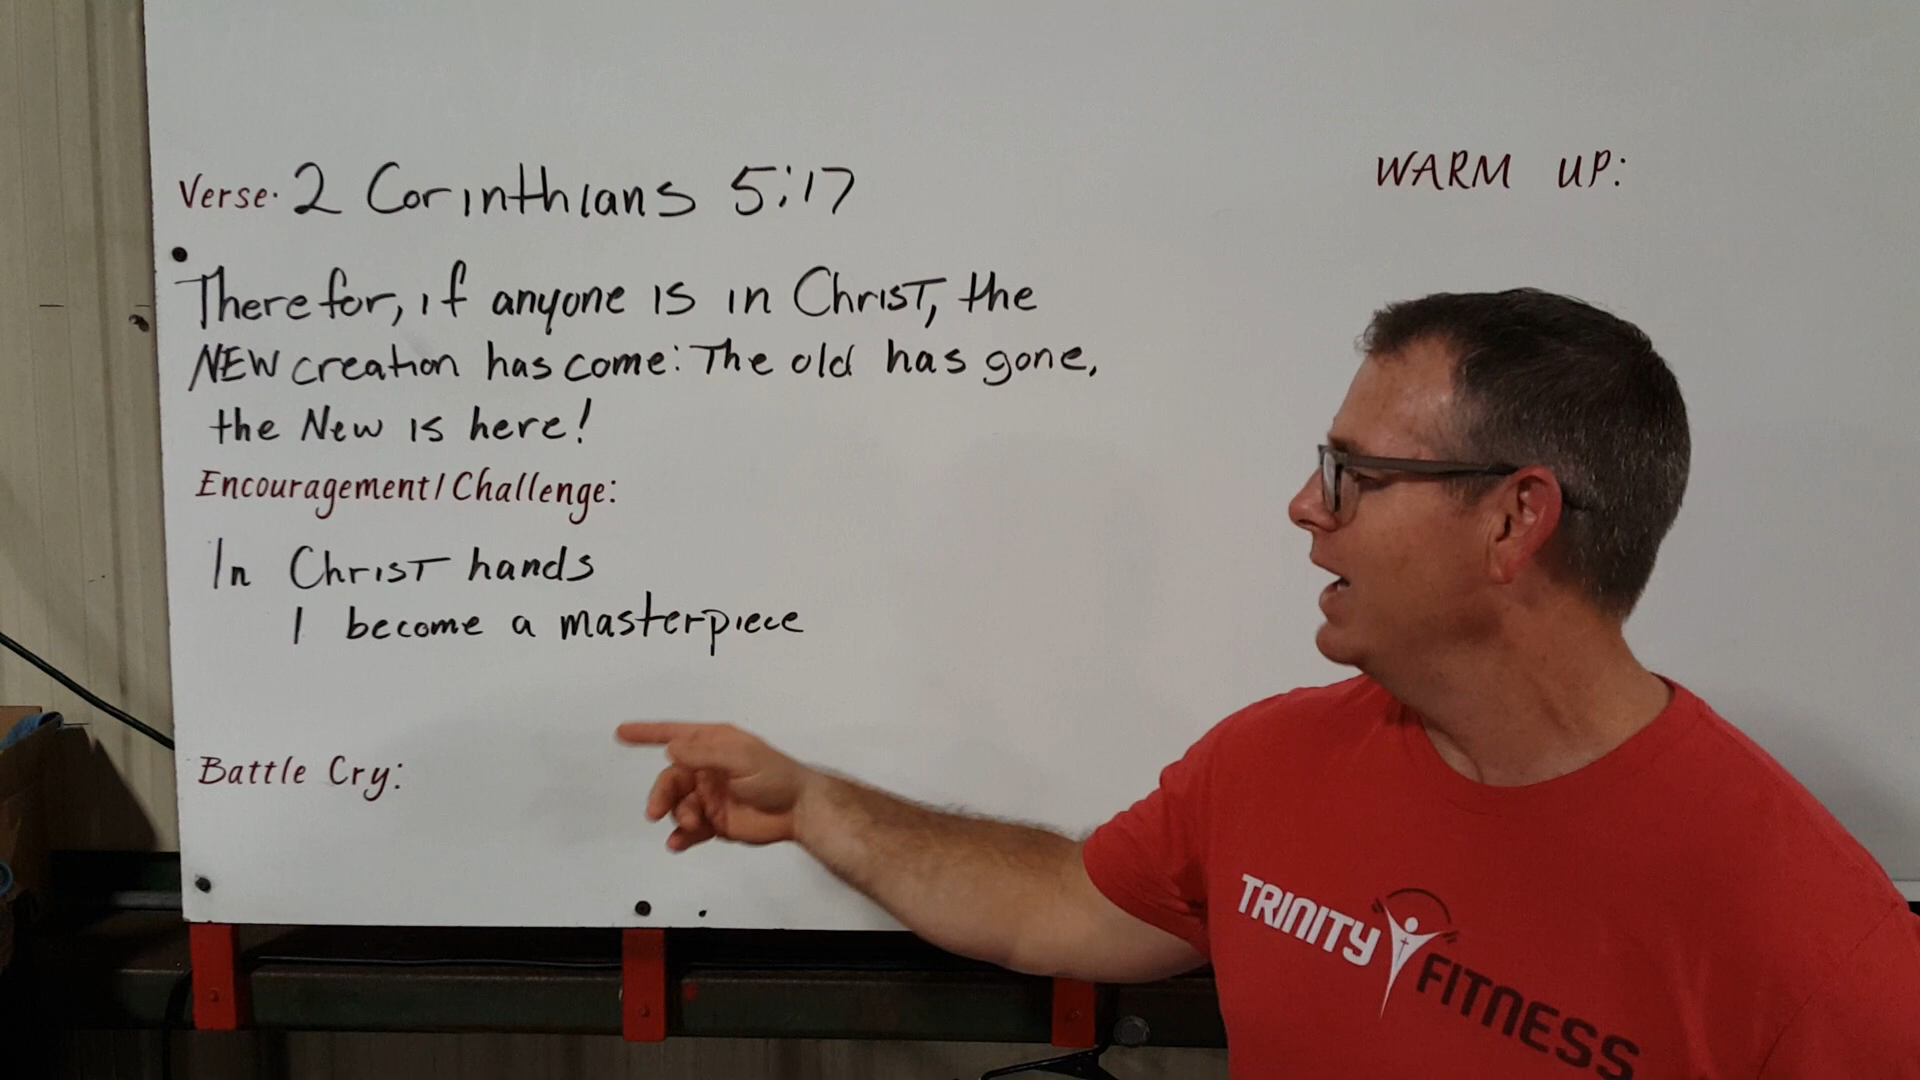 Verse: 2 Corinthians 5:17
Therefor, if anyone is in Christ, the
NEW creation has come: The old has gone,
the New is here!
Encouragement/Challenge:
In Christ hands
I become a masterpiece
Battle Cry:
WARM UP:
TRINITY FITNESS